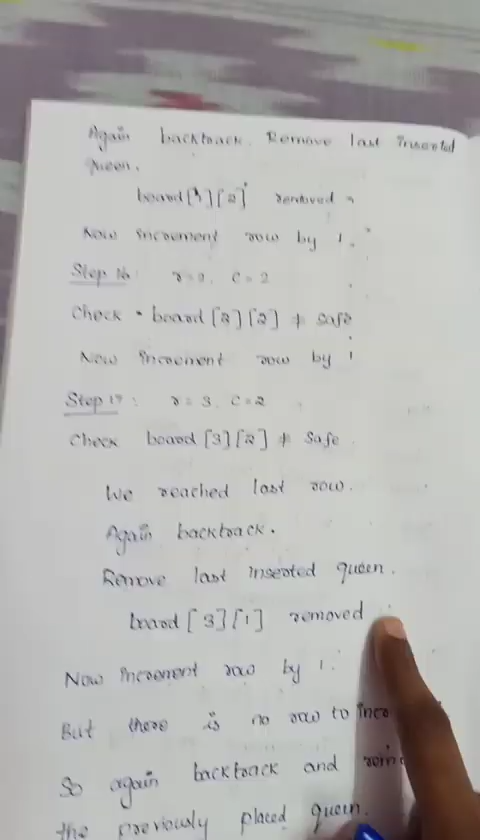 Again backtrack. Remove last inserted
queen.
board[1][2] removed
Now increment row by 1.
Step 16: r=2, c=2
Check board[2][2] ≠ Safe
Now increment row by 1
Step 17: r=3, c=2
Check board[3][2] ≠ Safe
We reached last row.
Again backtrack.
Remove last inserted queen.
board[3][1] removed
Now increment row by 1.
But there is no row to
So again backtrack and
the previously placed queen.